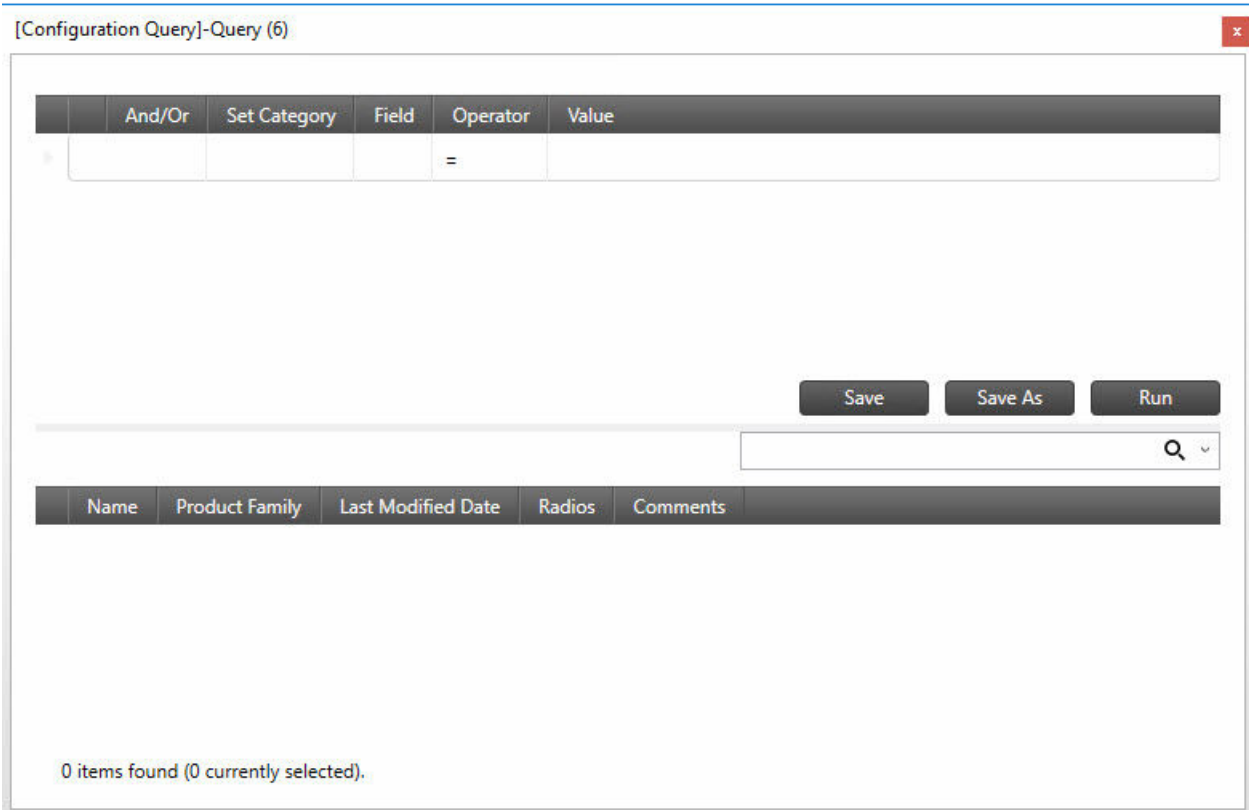 [Configuration Query]-Query (6)
x
And/Or Set Category Field Operator Value
=
Save Save As Run
Name Product Family Last Modified Date Radios Comments
0 items found (0 currently selected).